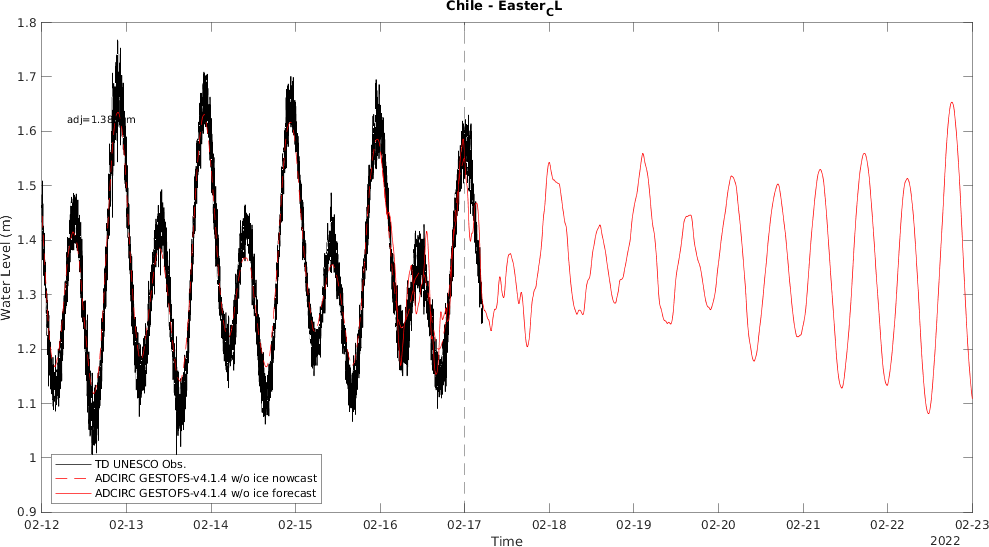 Chile - EasterCL
1.8
1.7
1.6
1.5
1.4
1.3
1.2
1.1
1
0.9
Water Level (m)
TD UNESCO Obs.
ADCIRC GESTOFS-v4.1.4 w/o ice nowcast
ADCIRC GESTOFS-v4.1.4 w/o ice forecast
02-12 02-13 02-14 02-15 02-16 02-17 02-18 02-19 02-20 02-21 02-22 02-23
Time
2022